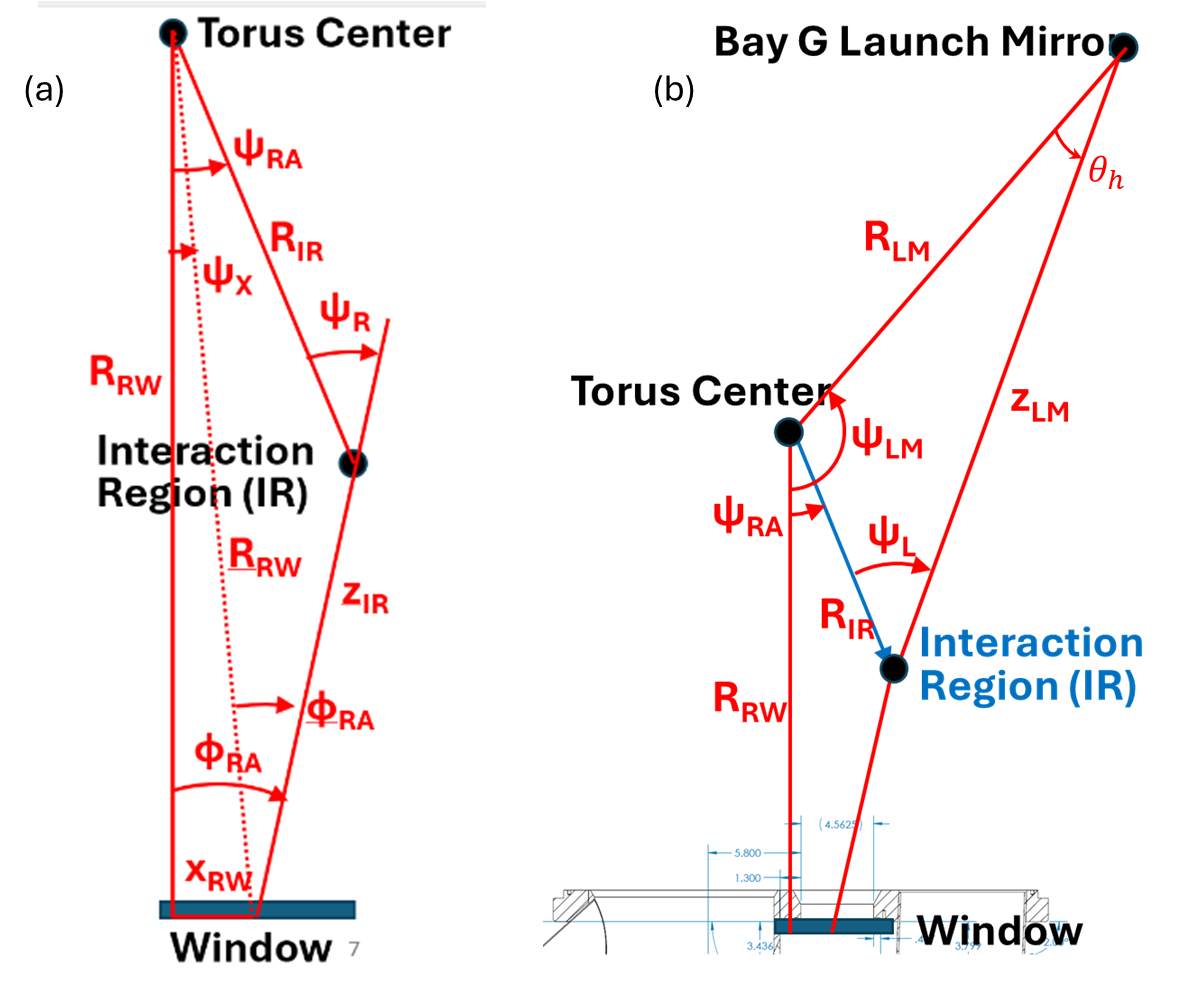 (a)
Torus Center
ψRA
RIR
ψX
ψR
RRW
Interaction
Region (IR)
RRW
zIR
ϕRA
ϕRA
xRW
Window 7
(b)
Bay G Launch Mirror
θh
RLM
zLM
Torus Center
ψLM
ψRA
ψL
RIR
Interaction
Region (IR)
RRW
(4.5625)
5.800
1.300
3.436
Window